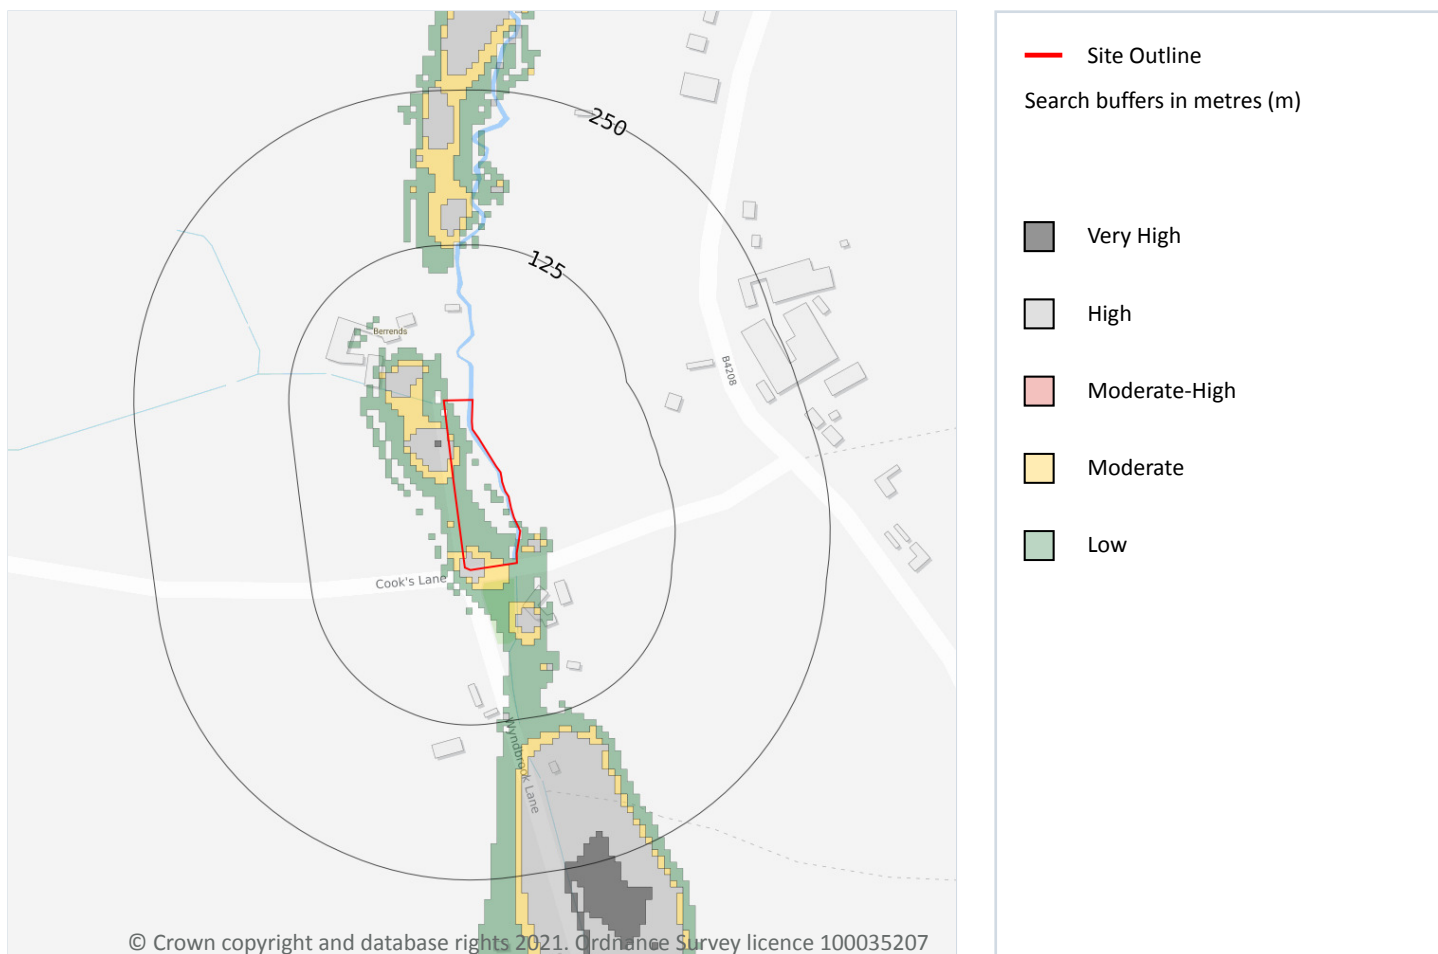 250
125
Berrends
B4208
Cook's Lane
Wyndbrook Lane
© Crown copyright and database rights 2021. Ordnance Survey licence 100035207
Site Outline
Search buffers in metres (m)
Very High
High
Moderate-High
Moderate
Low